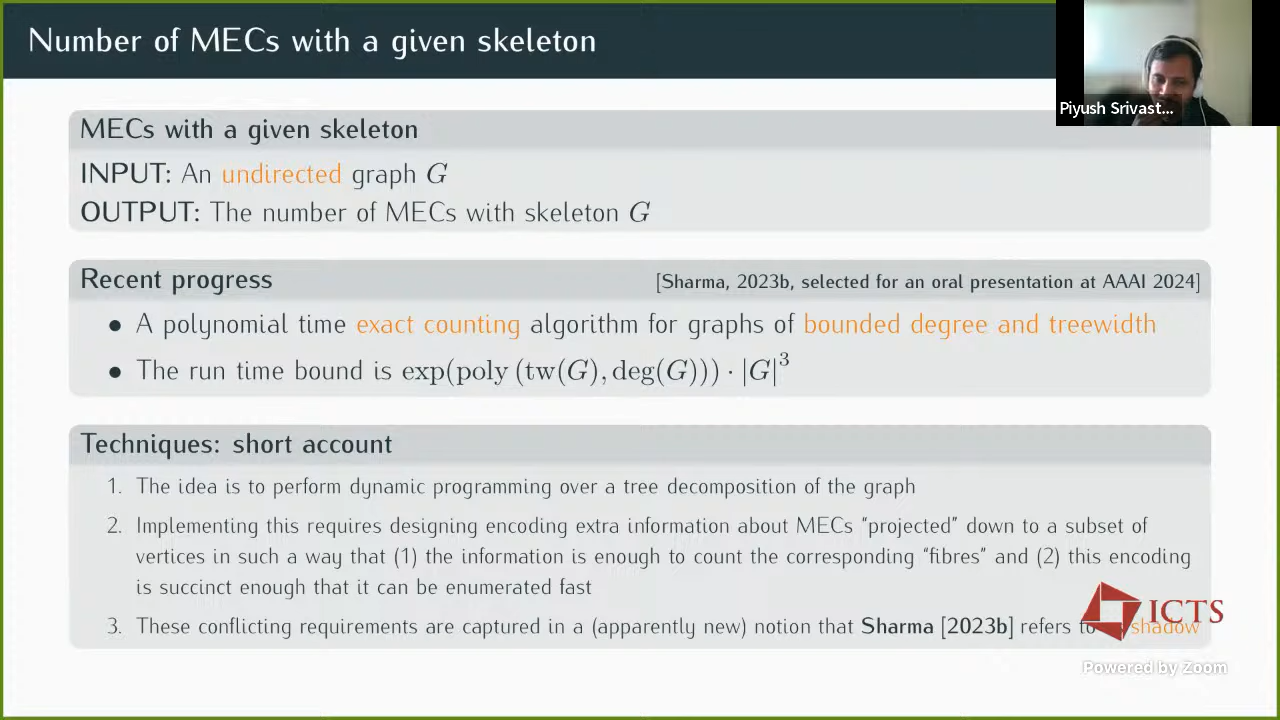 Number of MECs with a given skeleton
Piyush Srivast...
MECs with a given skeleton
INPUT: An undirected graph G
OUTPUT: The number of MECs with skeleton G
Recent progress [Sharma, 2023b, selected for an oral presentation at AAAI 2024]
• A polynomial time exact counting algorithm for graphs of bounded degree and treewidth
• The run time bound is exp(poly (tw(G), deg(G))) · |G|³
Techniques: short account
1. The idea is to perform dynamic programming over a tree decomposition of the graph
2. Implementing this requires designing encoding extra information about MECs “projected” down to a subset of
vertices in such a way that (1) the information is enough to count the corresponding “fibres” and (2) this encoding
is succinct enough that it can be enumerated fast
3. These conflicting requirements are captured in a (apparently new) notion that Sharma [2023b] refers to shadow
ICTS
Powered by Zoom